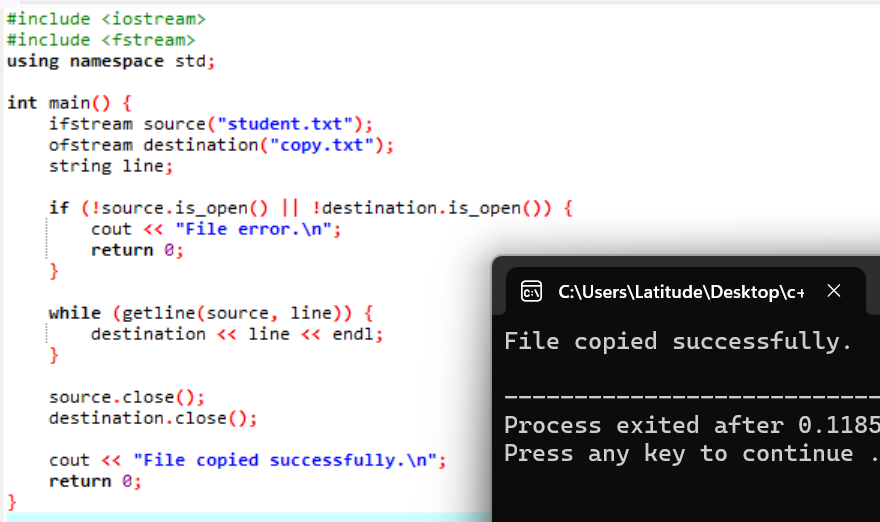 #include <iostream>
#include <fstream>
using namespace std;

int main() {
    ifstream source("student.txt");
    ofstream destination("copy.txt");
    string line;

    if (!source.is_open() || !destination.is_open()) {
        cout << "File error.\n";
        return 0;
    }

    while (getline(source, line)) {
        destination << line << endl;
    }

    source.close();
    destination.close();

    cout << "File copied successfully.\n";
    return 0;
}
C:\Users\Latitude\Desktop\c+
File copied successfully.
---------------------------
Process exited after 0.1185
Press any key to continue .